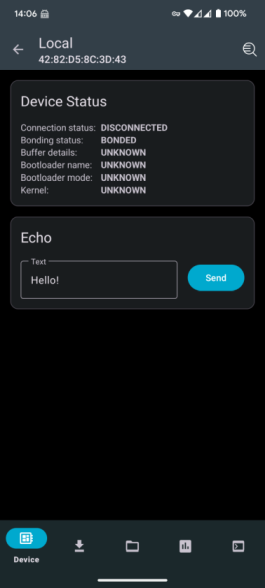 14:06
100%
Local
42:82:D5:8C:3D:43
Device Status
Connection status: DISCONNECTED
Bonding status: BONDED
Buffer details: UNKNOWN
Bootloader name: UNKNOWN
Bootloader mode: UNKNOWN
Kernel: UNKNOWN
Echo
Text
Hello!
Send
Device